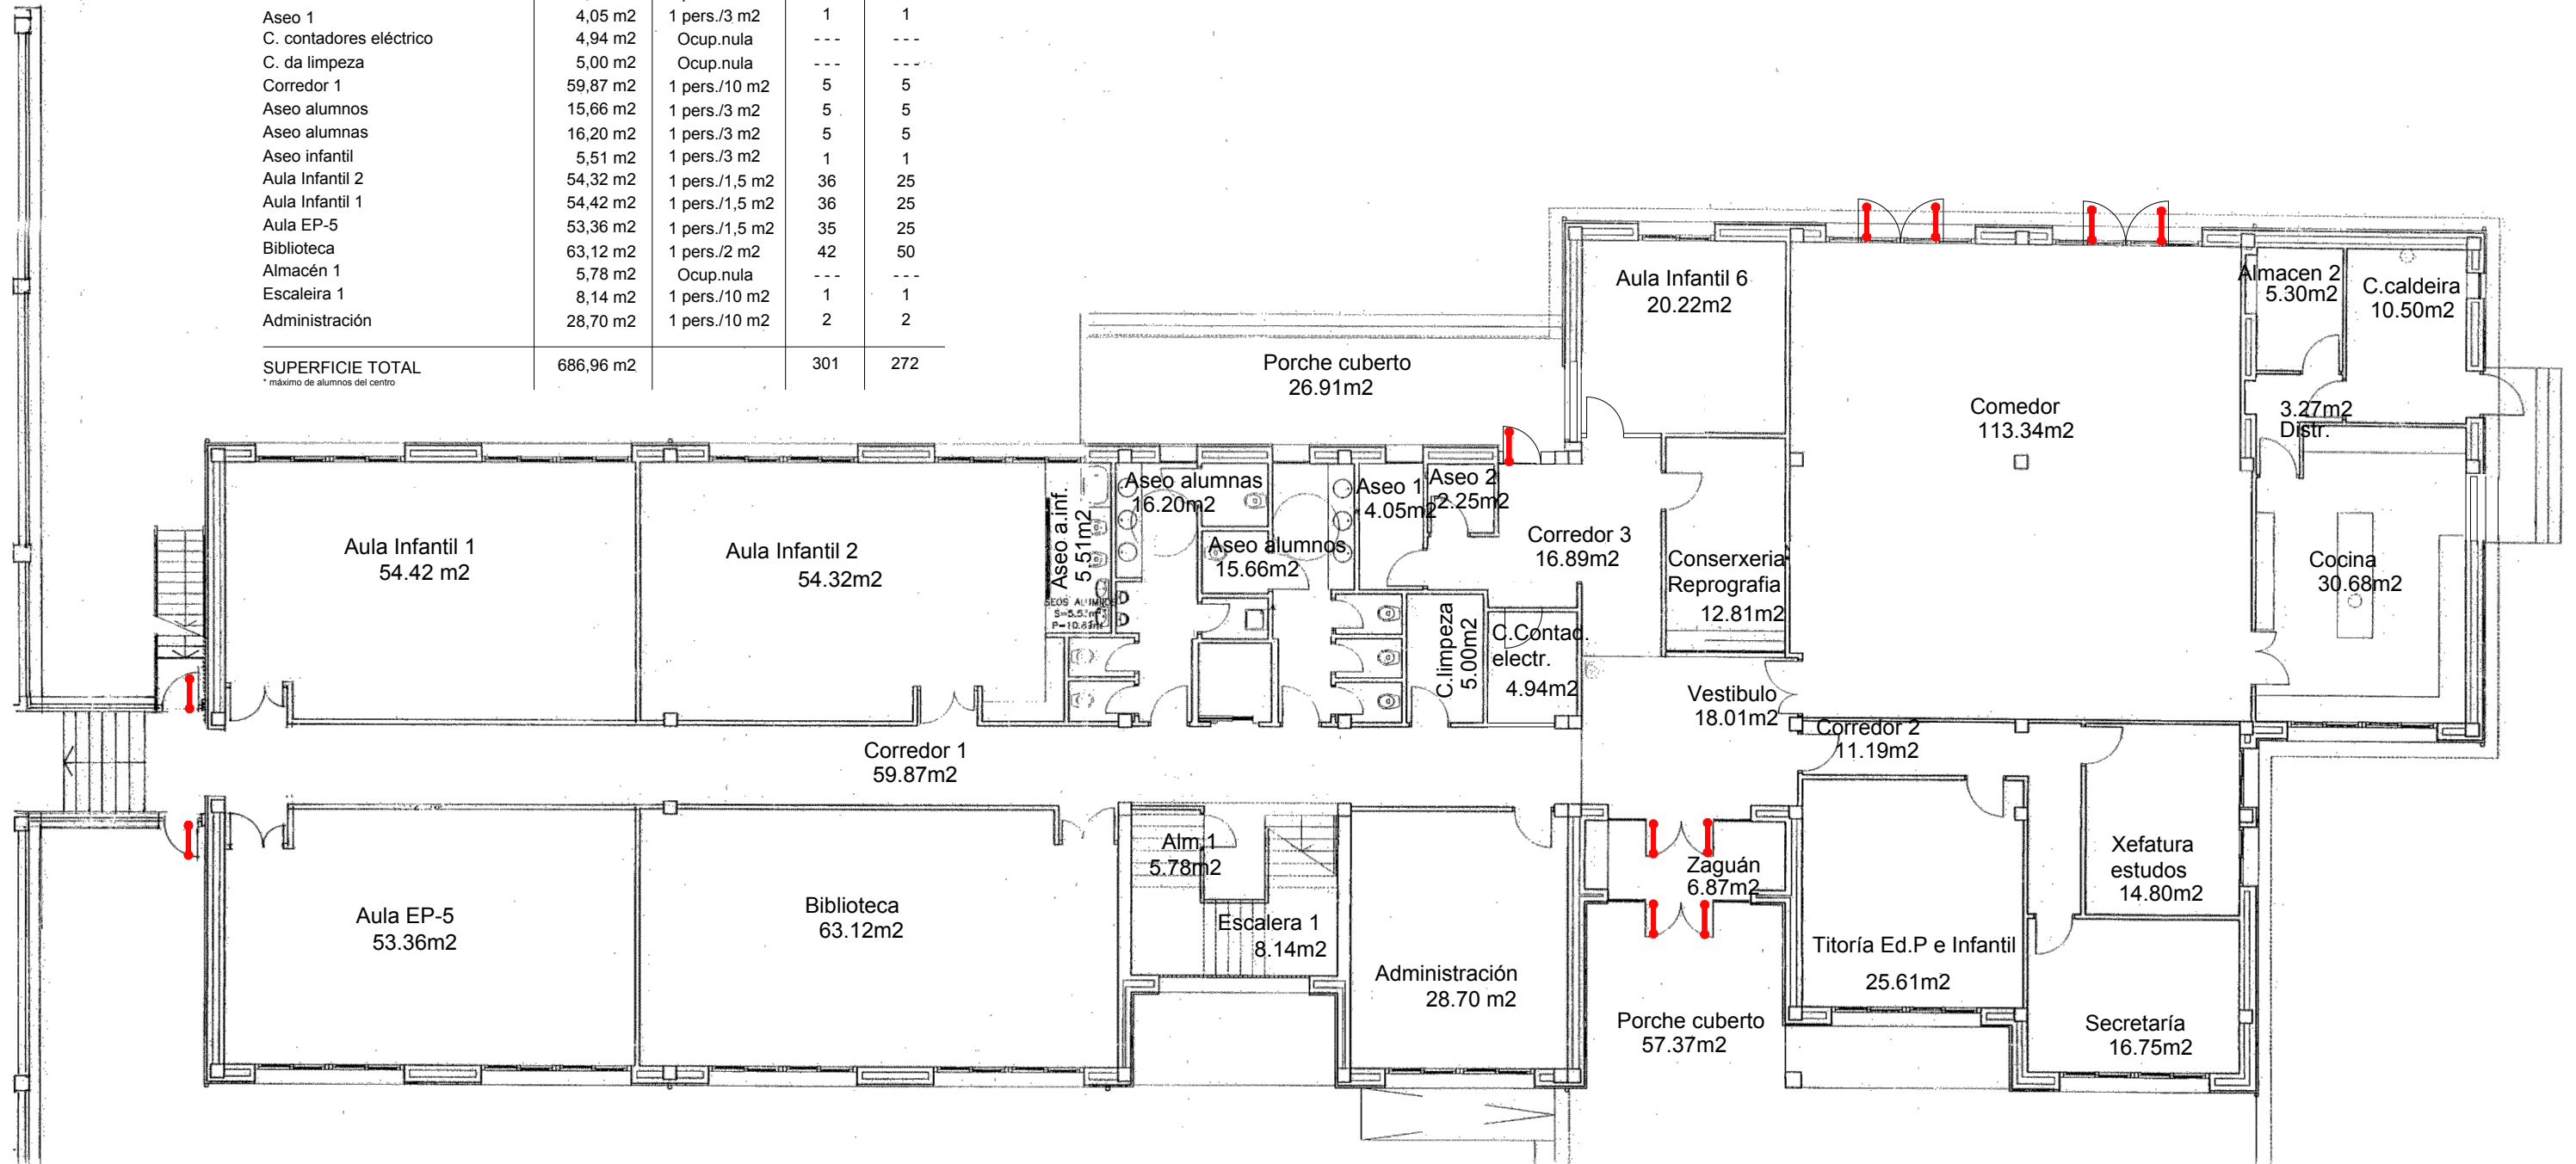 Aseo 1 4,05 m2 1 pers./3 m2 1 1
C. contadores eléctrico 4,94 m2 Ocup.nula --- ---
C. da limpeza 5,00 m2 Ocup.nula --- ---
Corredor 1 59,87 m2 1 pers./10 m2 5 5
Aseo alumnos 15,66 m2 1 pers./3 m2 5 5
Aseo alumnas 16,20 m2 1 pers./3 m2 5 5
Aseo infantil 5,51 m2 1 pers./3 m2 1 1
Aula Infantil 2 54,32 m2 1 pers./1,5 m2 36 25
Aula Infantil 1 54,42 m2 1 pers./1,5 m2 36 25
Aula EP-5 53,36 m2 1 pers./1,5 m2 35 25
Biblioteca 63,12 m2 1 pers./2 m2 42 50
Almacén 1 5,78 m2 Ocup.nula --- ---
Escaleira 1 8,14 m2 1 pers./10 m2 1 1
Administración 28,70 m2 1 pers./10 m2 2 2
SUPERFICIE TOTAL 686,96 m2 301 272
* máximo de alumnos del centro
Porche cuberto
26.91m2
Aula Infantil 6
20.22m2
Comedor
113.34m2
Almacen 2
5.30m2
C.caldeira
10.50m2
3.27m2
Distr.
Cocina
30.68m2
Aula Infantil 1
54.42 m2
Aula Infantil 2
54.32m2
Aseo a.inf.
5.51m2
Aseo alumnas
16.20m2
Aseo alumnos
15.66m2
Aseo 1
4.05m2
Aseo 2
2.25m2
Corredor 3
16.89m2
Conserxeria
Reprografia
12.81m2
C.limpeza
5.00m2
C.Contad.
electr.
4.94m2
Vestibulo
18.01m2
Corredor 1
59.87m2
Corredor 2
11.19m2
Aula EP-5
53.36m2
Biblioteca
63.12m2
Alm.1
5.78m2
Escalera 1
8.14m2
Administración
28.70 m2
Zaguán
6.87m2
Porche cuberto
57.37m2
Titoría Ed.P e Infantil
25.61m2
Xefatura
estudos
14.80m2
Secretaría
16.75m2